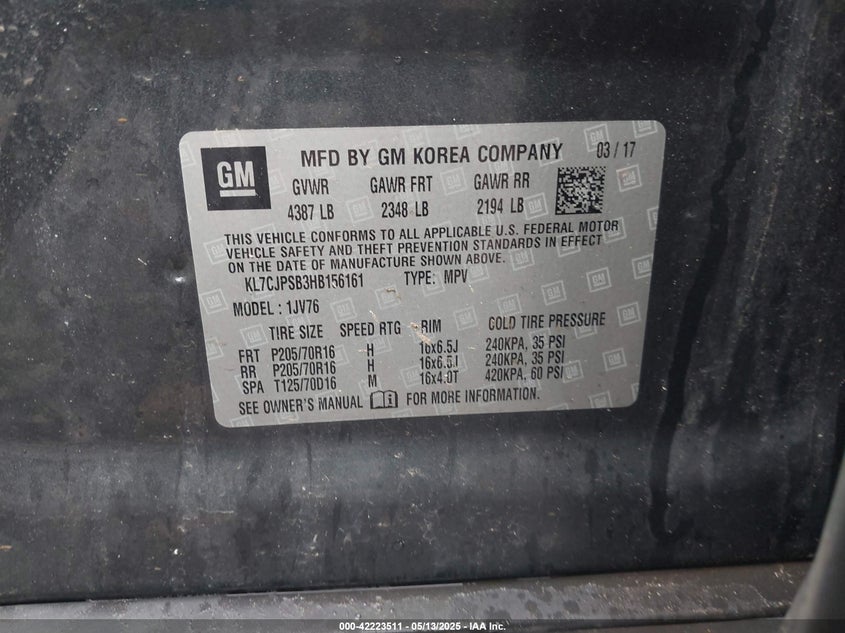 GM
MFD BY GM KOREA COMPANY 03 / 17
GVWR GAWR FRT GAWR RR
4387 LB 2348 LB 2194 LB
THIS VEHICLE CONFORMS TO ALL APPLICABLE U.S. FEDERAL MOTOR
VEHICLE SAFETY AND THEFT PREVENTION STANDARDS IN EFFECT
ON THE DATE OF MANUFACTURE SHOWN ABOVE.
KL7CJPSB3HB156161 TYPE: MPV
MODEL : 1JV76
TIRE SIZE SPEED RTG RIM COLD TIRE PRESSURE
FRT P205/70R16 H 16x6.5J 240KPA, 35 PSI
RR P205/70R16 H 16x6.5J 240KPA, 35 PSI
SPA T125/70D16 M 16x4.0T 420KPA, 60 PSI
SEE OWNER'S MANUAL FOR MORE INFORMATION.
000-42223511 - 05/13/2025 - IAA Inc.